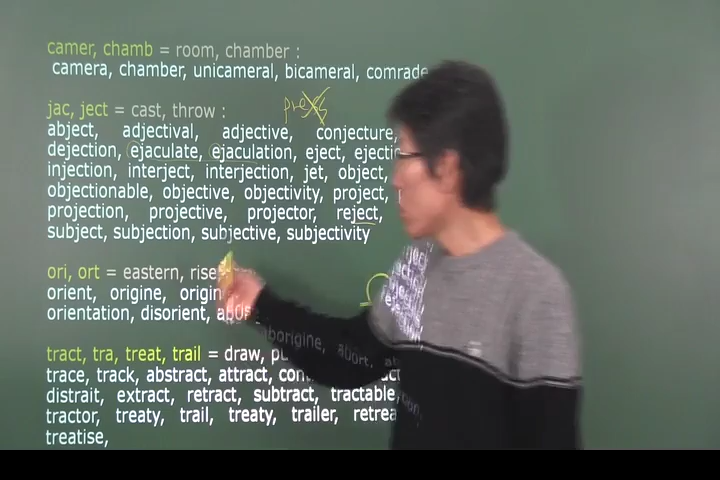 camer, chamb = room, chamber :
camera, chamber, unicameral, bicameral, comrade
jac, ject = cast, throw :
abject, adjectival, adjective, conjecture,
dejection, ejaculate, ejaculation, eject,
injection, interject, interjection, jet, object,
objectionable, objective, objectivity, project,
projection, projective, projector, reject,
subject, subjection, subjective, subjectivity
ori, ort = eastern,
orient, origine,
orientation, disorient,
aborigine, abort,
tract, tra, treat, trail = draw,
trace, track, abstract, attract,
distrait, extract, retract, subtract, tractable,
tractor, treaty, trail, treaty, trailer,
treatise,